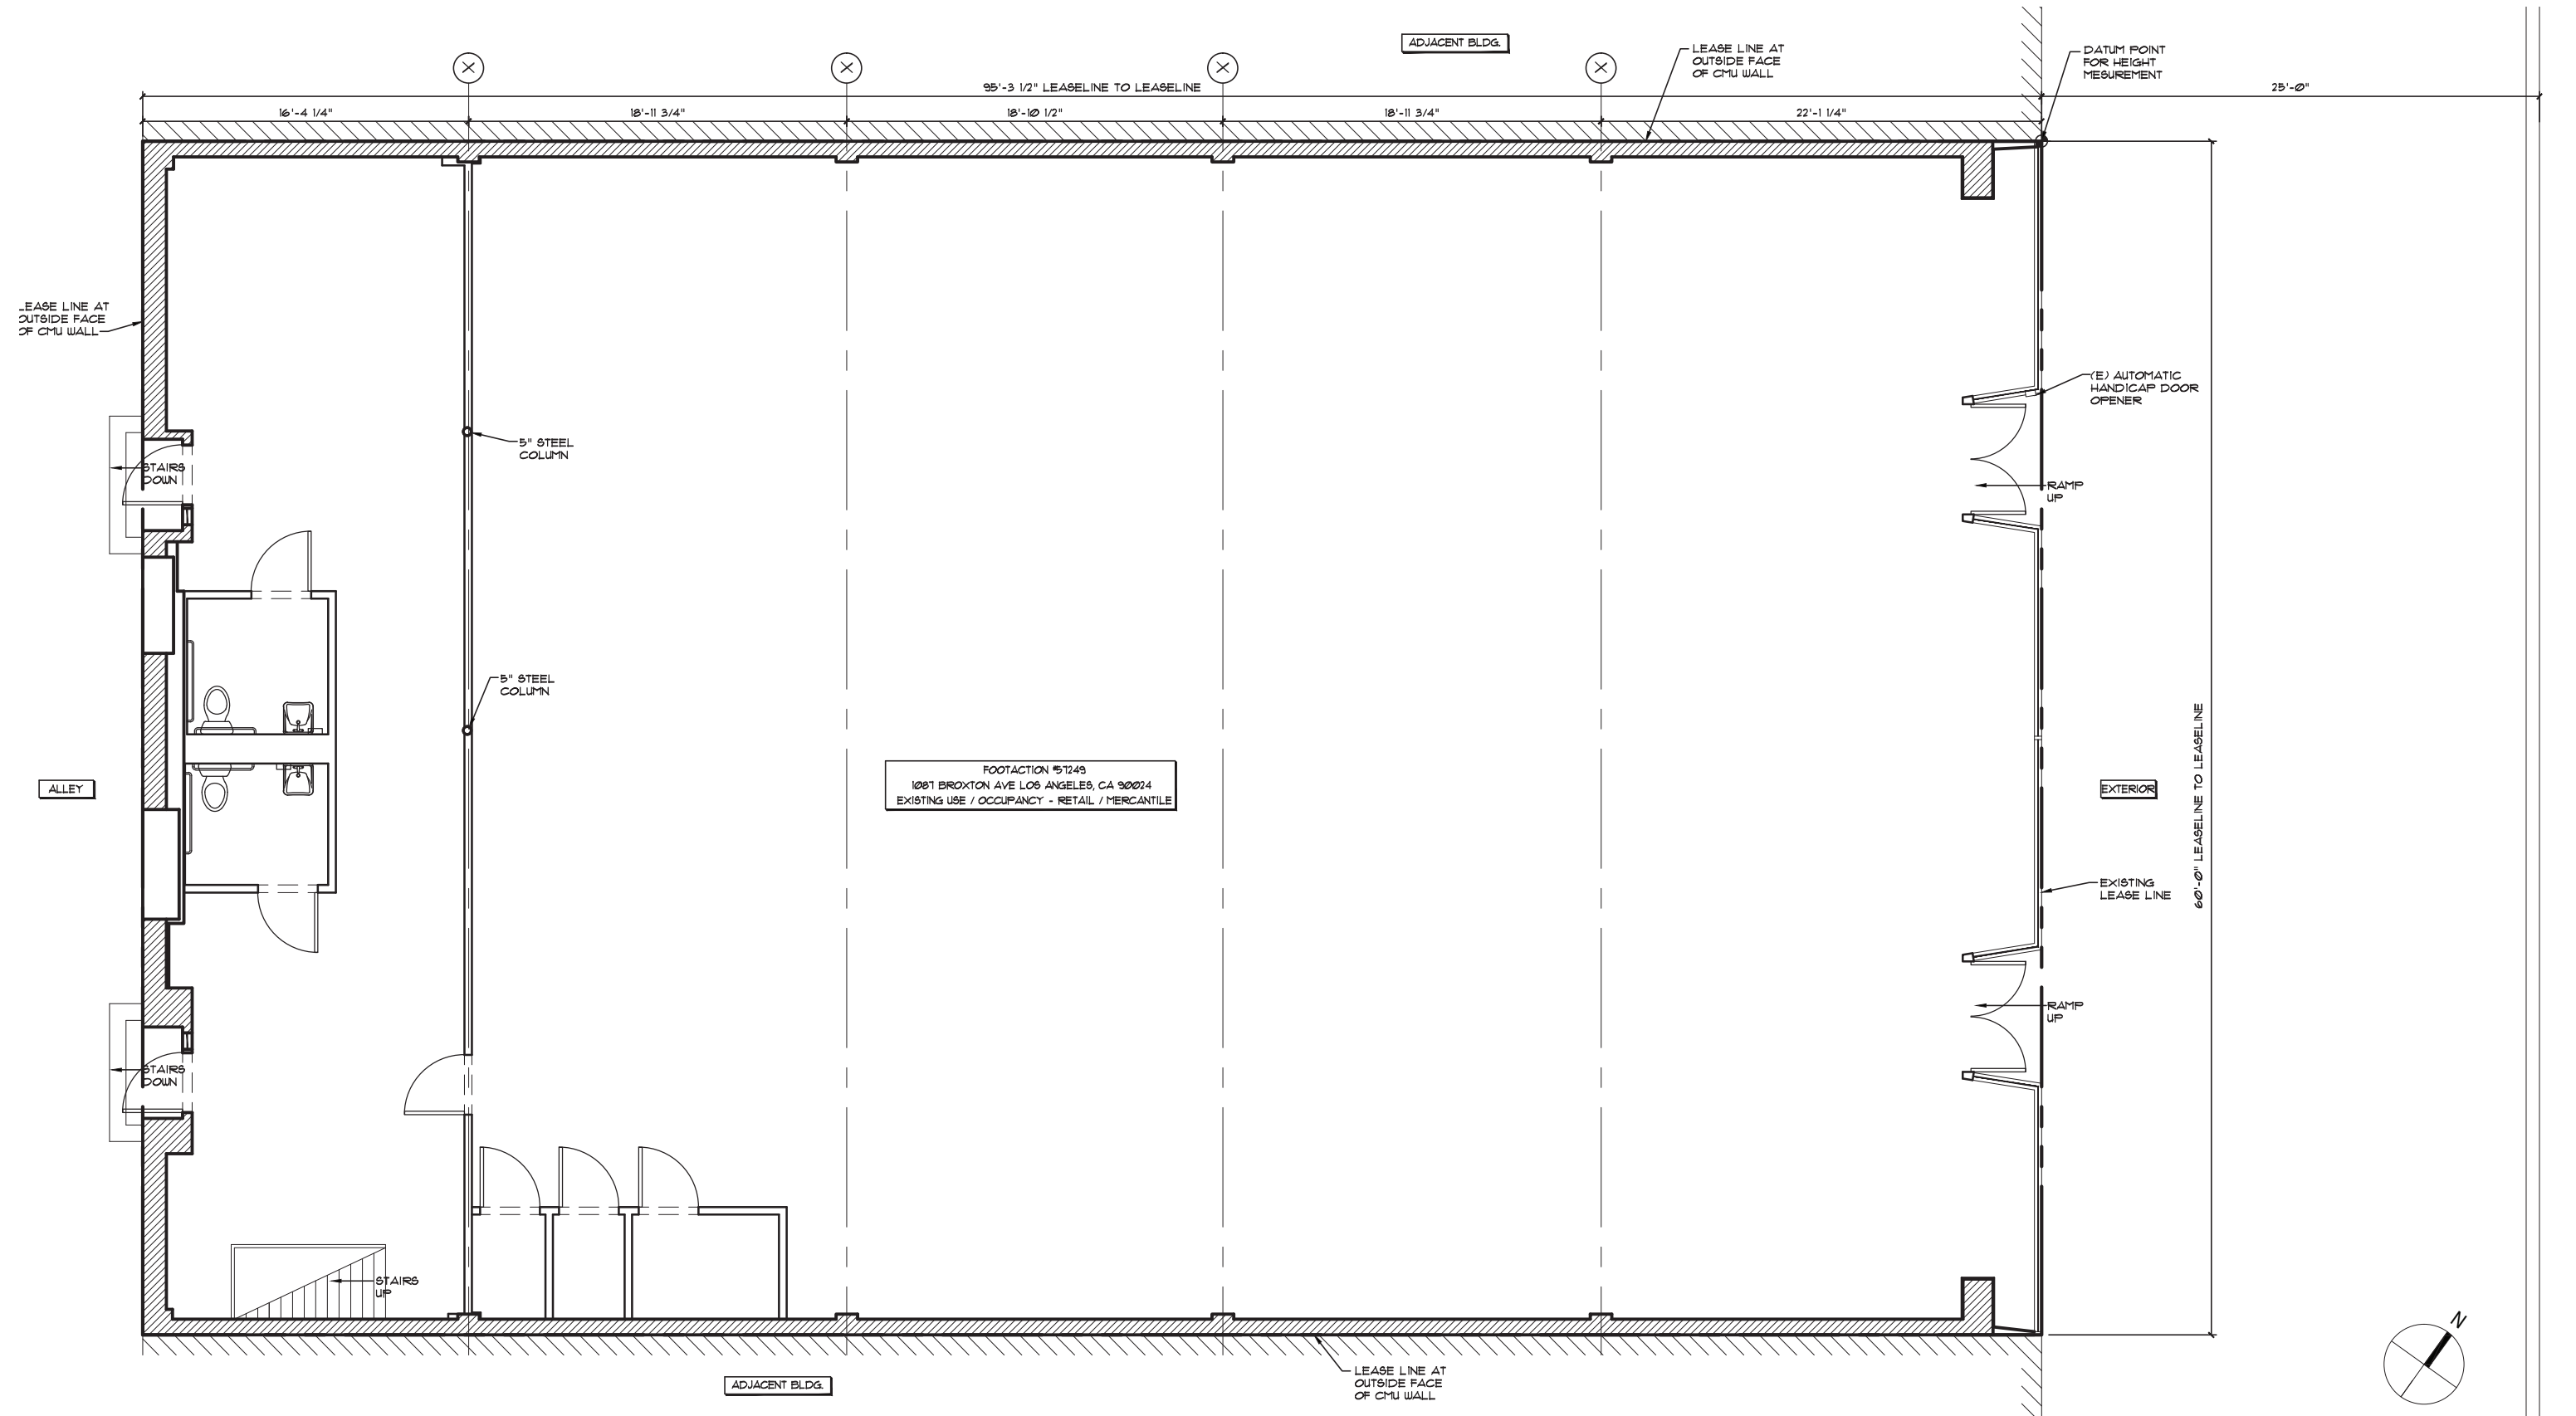 ADJACENT BLDG.
LEASE LINE AT
OUTSIDE FACE
OF CMU WALL
DATUM POINT
FOR HEIGHT
MESUREMENT
X
X
X
X
95'-3 1/2" LEASELINE TO LEASELINE
25'-0"
16'-4 1/4"
18'-11 3/4"
18'-10 1/2"
18'-11 3/4"
22'-1 1/4"
LEASE LINE AT
OUTSIDE FACE
OF CMU WALL
(E) AUTOMATIC
HANDICAP DOOR
OPENER
5" STEEL
COLUMN
STAIRS
DOWN
RAMP
UP
5" STEEL
COLUMN
60'-0" LEASELINE TO LEASELINE
FOOTACTION #57249
1087 BROXTON AVE LOS ANGELES, CA 90024
EXISTING USE / OCCUPANCY - RETAIL / MERCANTILE
ALLEY
EXTERIOR
EXISTING
LEASE LINE
RAMP
UP
STAIRS
DOWN
STAIRS
UP
N
LEASE LINE AT
OUTSIDE FACE
OF CMU WALL
ADJACENT BLDG.